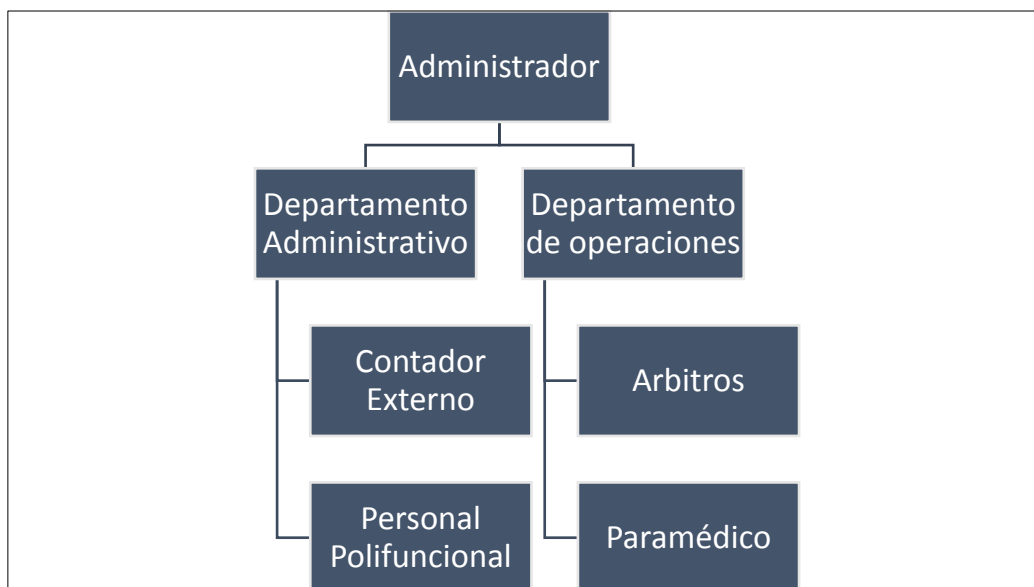 Administrador
Departamento
Administrativo
Departamento
de operaciones
Contador
Externo
Arbitros
Personal
Polifuncional
Paramédico